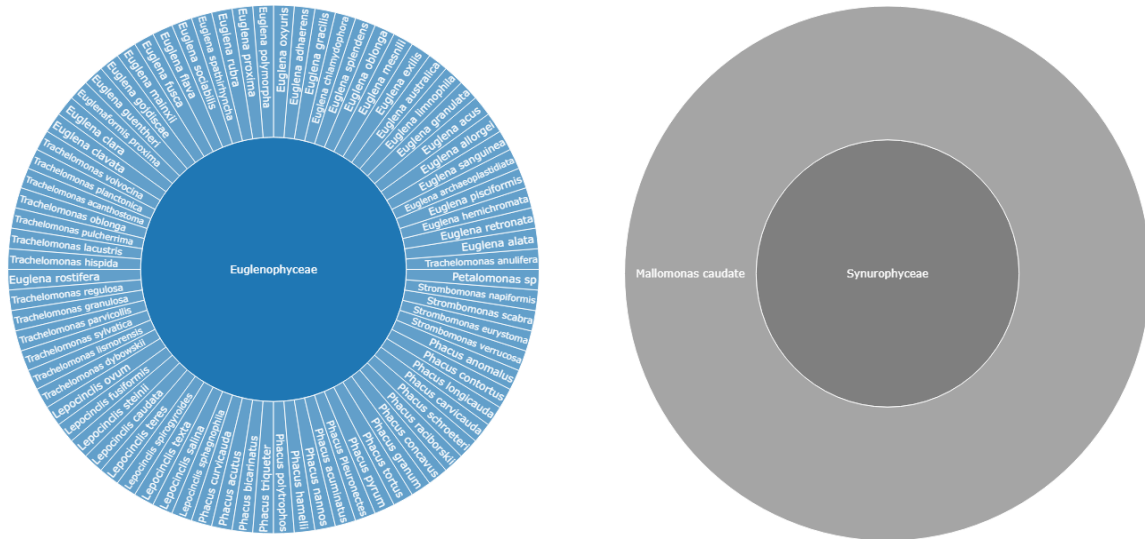 Euglenophyceae
Euglena oxyuris
Euglena adhaerens
Euglena gracilis
Euglena chlamydophora
Euglena splendens
Euglena oblonga
Euglena mesnili
Euglena exilis
Euglena australica
Euglena limnophila
Euglena granulata
Euglena acus
Euglena allorgei
Euglena sanguinea
Euglena archaeoplastidiata
Euglena pisciformis
Euglena hemichromata
Euglena retronata
Euglena alata
Trachelomonas anulifera
Petalomonas sp
Strombomonas napiformis
Strombomonas scabra
Strombomonas eurystoma
Strombomonas verrucosa
Phacus anomalus
Phacus contortus
Phacus longicauda
Phacus carvicauda
Phacus schroeteri
Phacus raciborskii
Phacus concavus
Phacus granum
Phacus tortus
Phacus pyrum
Phacus pleuronectes
Phacus acuminatus
Phacus nannos
Phacus hamelli
Phacus polytrophos
Phacus triqueter
Phacus bicarinatus
Phacus acutus
Phacus curvicauda
Lepocinclis sphagnophila
Lepocinclis salina
Lepocinclis texta
Lepocinclis spirogyroides
Lepocinclis teres
Lepocinclis caudata
Lepocinclis steinii
Lepocinclis fusiformis
Lepocinclis ovum
Trachelomonas dybowskii
Trachelomonas lismorensis
Trachelomonas sylvatica
Trachelomonas parvicollis
Trachelomonas granulosa
Trachelomonas regulosa
Euglena rostifera
Trachelomonas hispida
Trachelomonas lacustris
Trachelomonas pulcherrima
Trachelomonas oblonga
Trachelomonas acanthostoma
Trachelomonas planctonica
Trachelomonas volvocina
Euglena clavata
Euglena clara
Euglenaformis proxima
Euglena guentheri
Euglena gojdiscae
Euglena mainxii
Euglena fusca
Euglena flava
Euglena sociabilis
Euglena spathirhyncha
Euglena rubra
Euglena proxima
Euglena polymorpha
Mallomonas caudate
Synurophyceae